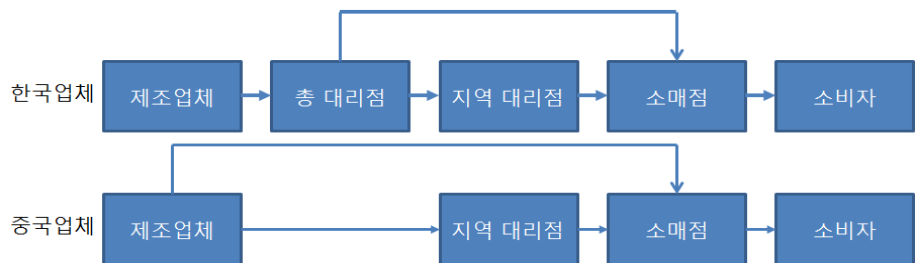 한국업체
제조업체
총 대리점
지역 대리점
소매점
소비자
중국업체
제조업체
지역 대리점
소매점
소비자